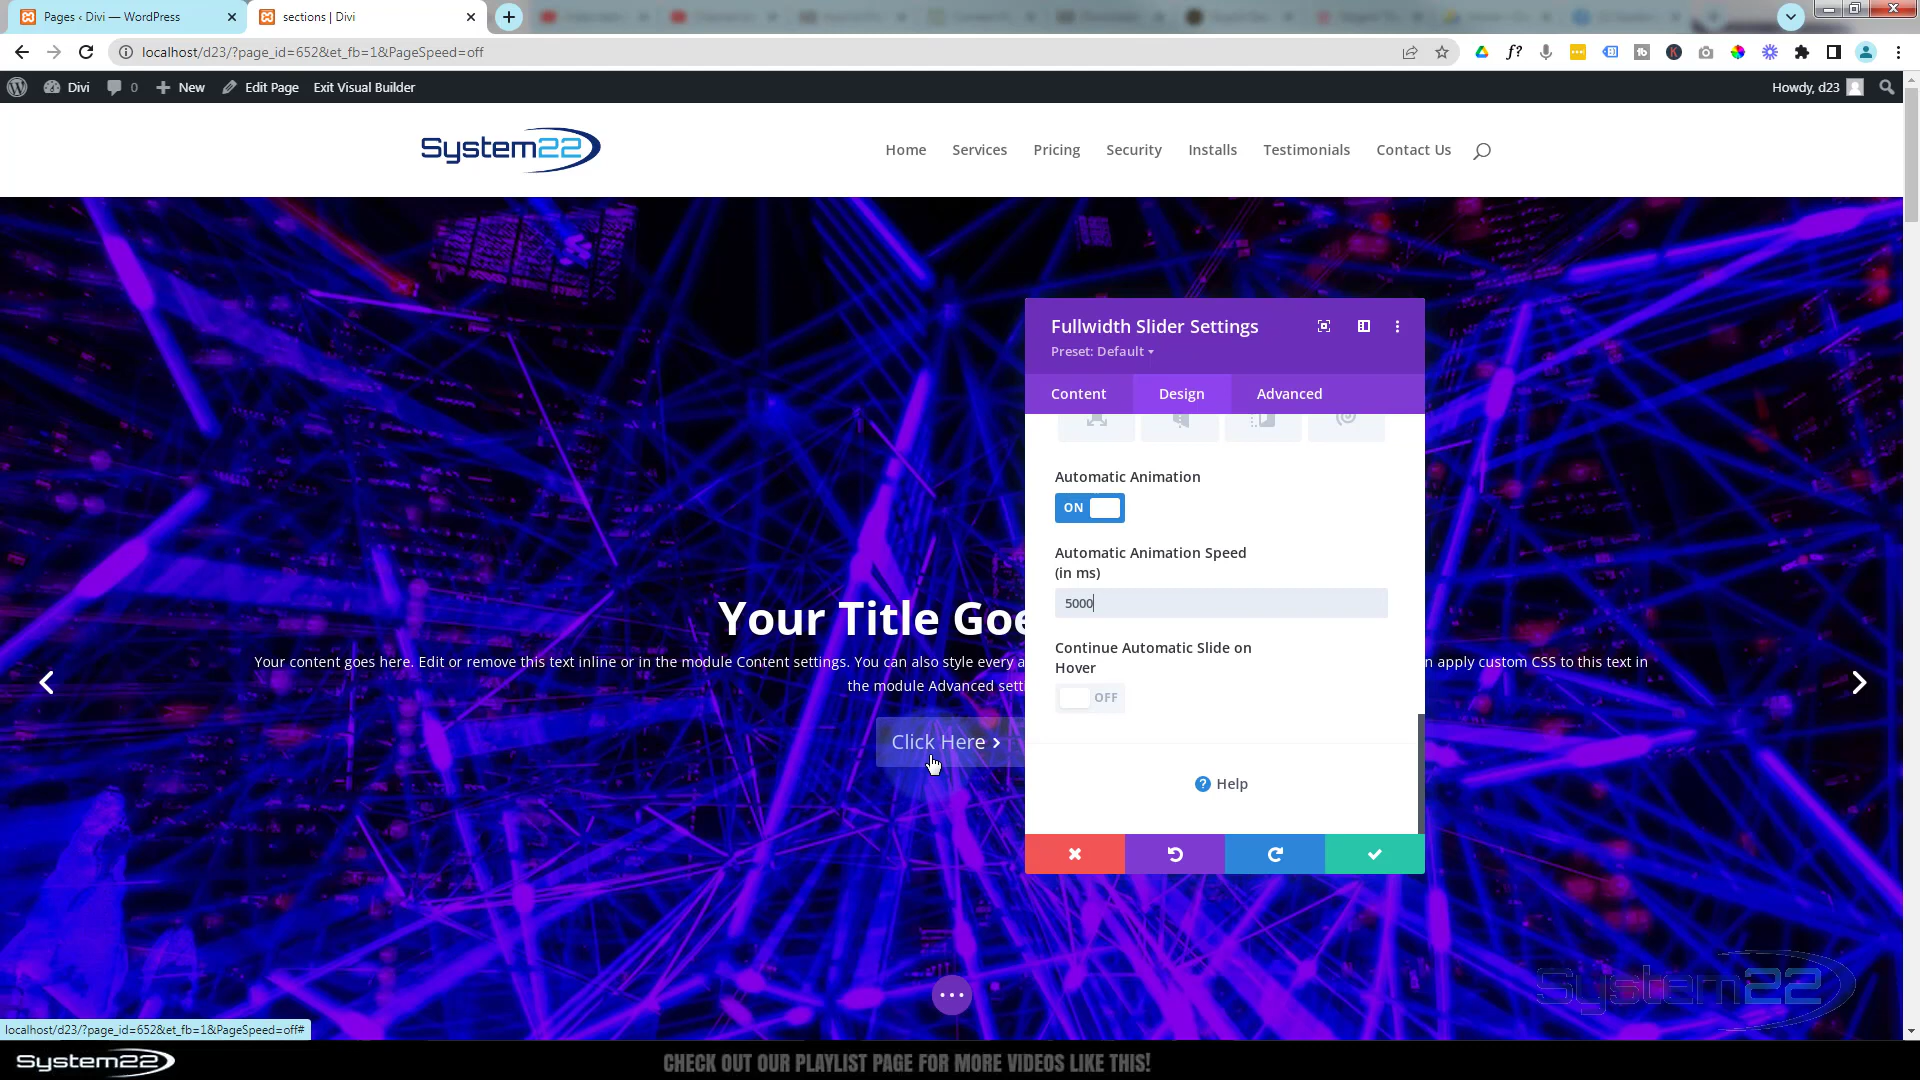 Pages ‹ Divi — WordPress
sections | Divi
localhost/d23/?page_id=652&et_fb=1&PageSpeed=off
Divi 0 New Edit Page Exit Visual Builder
Howdy, d23
System22
Home Services Pricing Security Installs Testimonials Contact Us
Fullwidth Slider Settings
Preset: Default
Content Design Advanced
Automatic Animation
ON
Automatic Animation Speed
(in ms)
5000
Continue Automatic Slide on
Hover
OFF
Help
Your Title Goe
Your content goes here. Edit or remove this text inline or in the module Content settings. You can also style every a
n apply custom CSS to this text in
the module Advanced sett
Click Here
System22
localhost/d23/?page_id=652&et_fb=1&PageSpeed=off#
System22
CHECK OUT OUR PLAYLIST PAGE FOR MORE VIDEOS LIKE THIS!